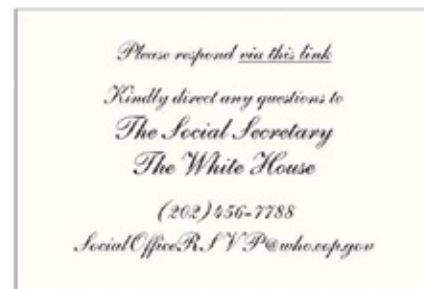 Please respond via this link
Kindly direct any questions to
The Social Secretary
The White House
(202)456-7788
SocialOfficeRSVP@who.eop.gov